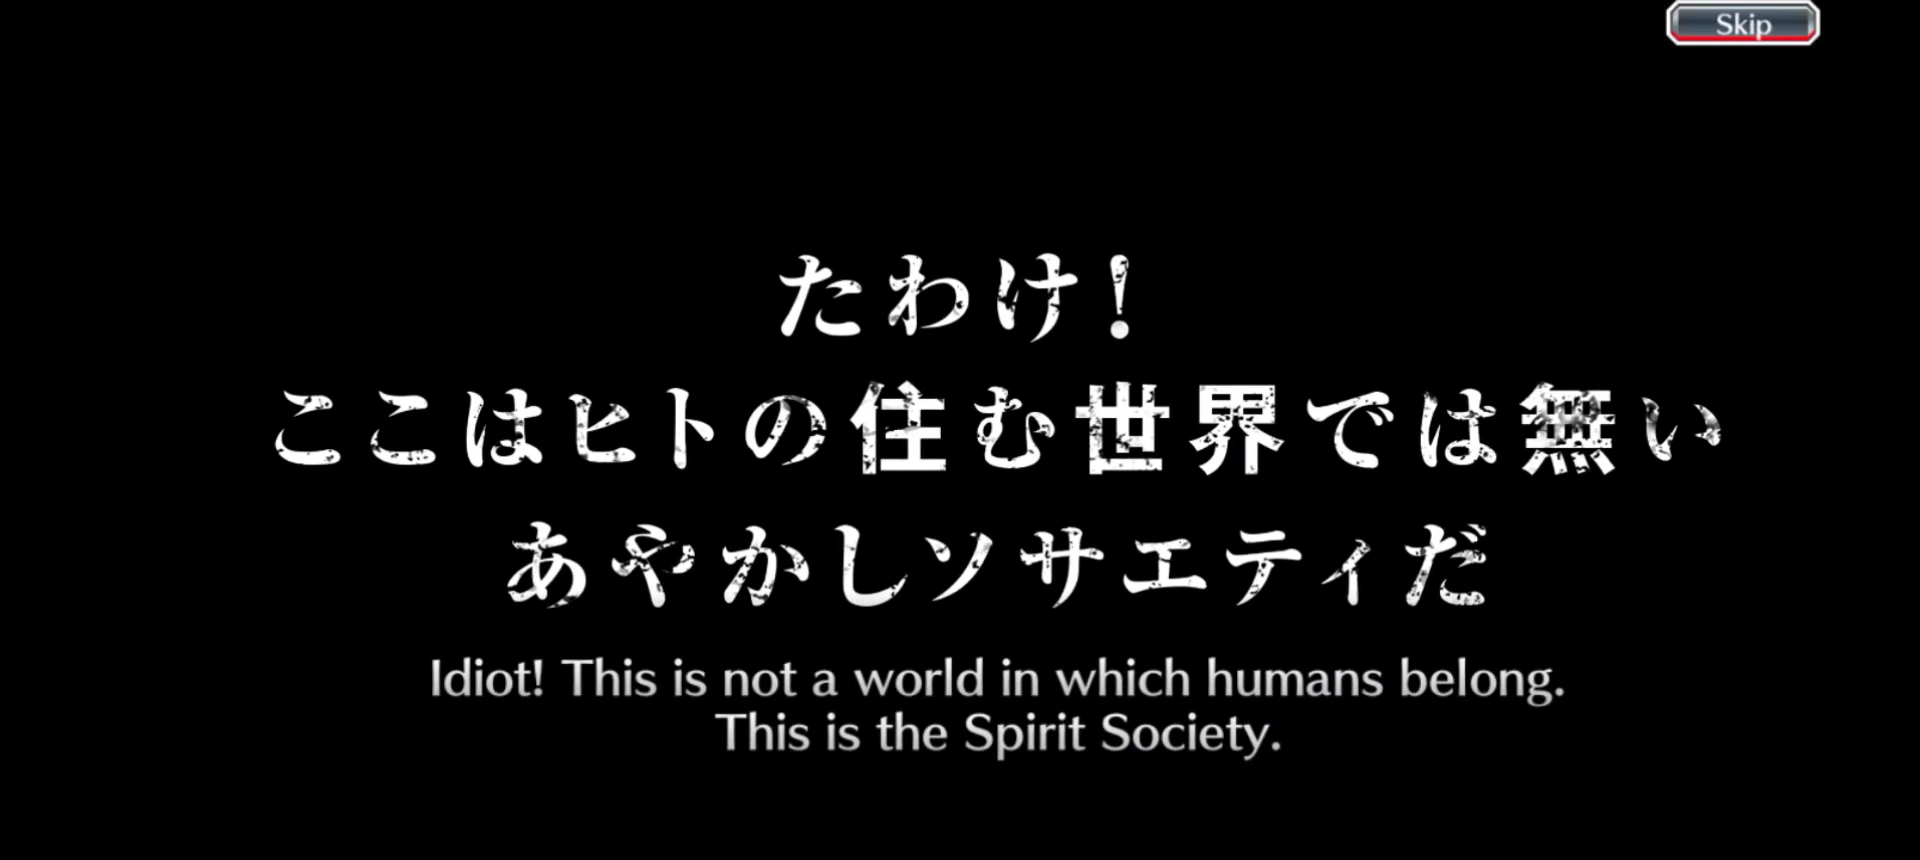 Skip
たわけ！
ここはヒトの住む世界では無い
あやかしソサエティだ
Idiot! This is not a world in which humans belong.
This is the Spirit Society.